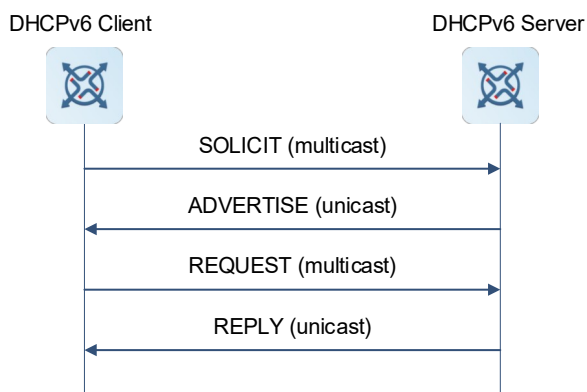 DHCPv6 Client
DHCPv6 Server
SOLICIT (multicast)
ADVERTISE (unicast)
REQUEST (multicast)
REPLY (unicast)